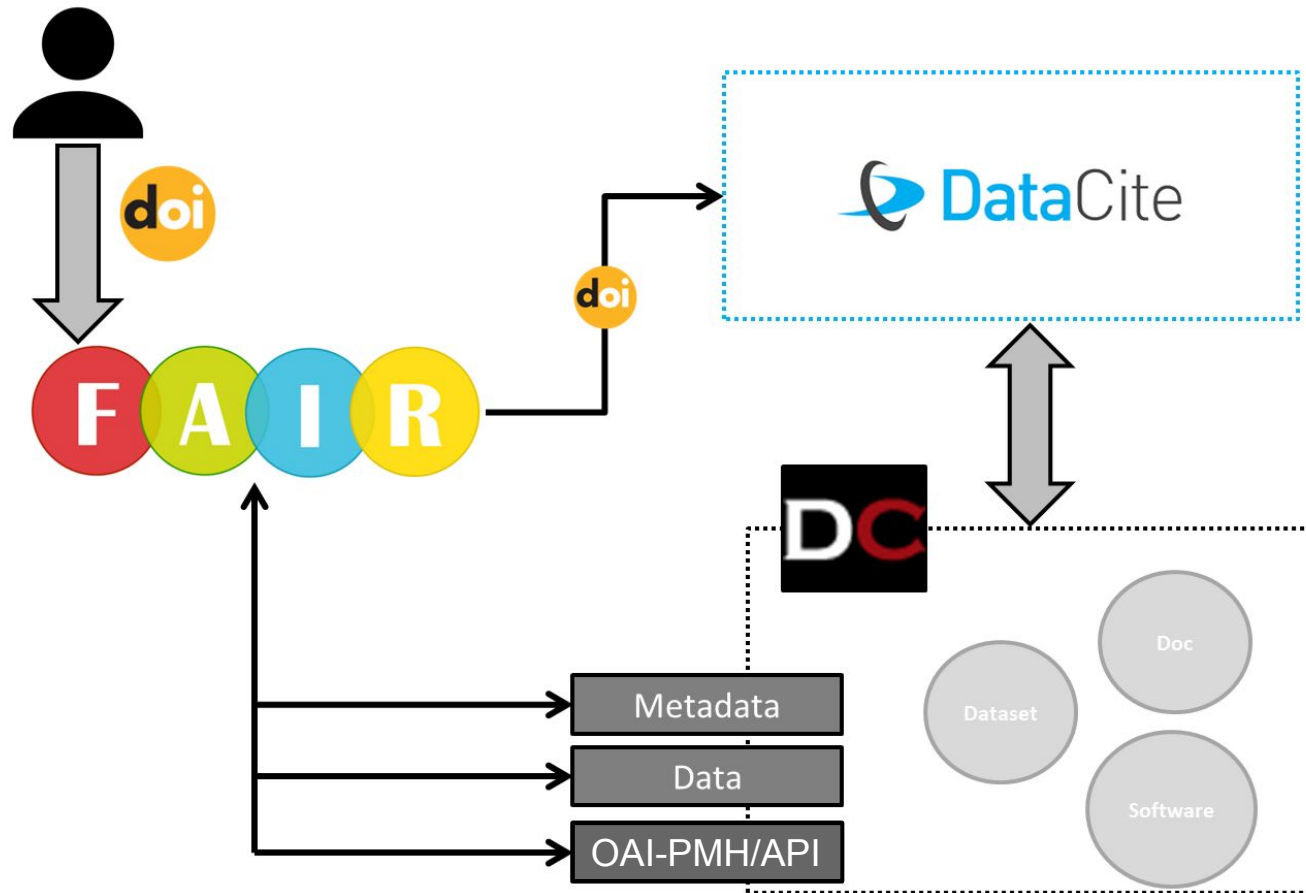 doi
DataCite
doi
F A I R
DC
Doc
Metadata
Dataset
Data
Software
OAI-PMH/API